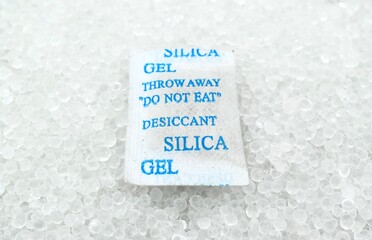 SILICA
GEL
THROW AWAY
"DO NOT EAT"
DESICCANT
SILICA
GEL